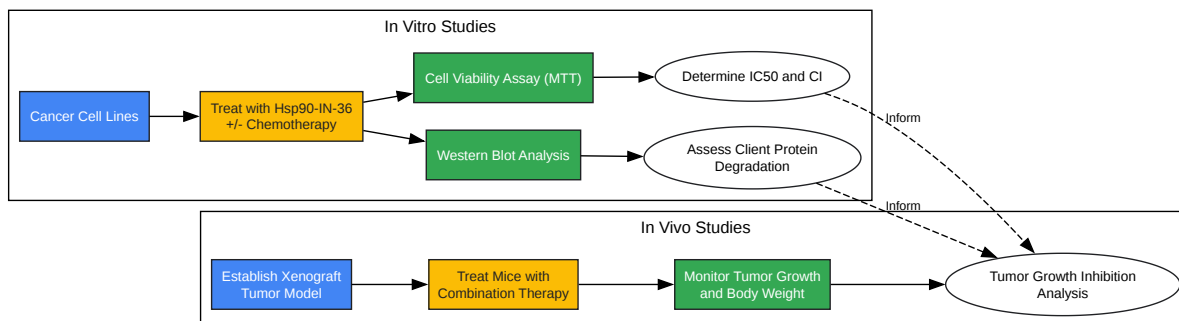 In Vitro Studies
Cancer Cell Lines
Treat with Hsp90-IN-36
+/- Chemotherapy
Cell Viability Assay (MTT)
Determine IC50 and CI
Western Blot Analysis
Assess Client Protein
Degradation
Inform
Inform
In Vivo Studies
Establish Xenograft
Tumor Model
Treat Mice with
Combination Therapy
Monitor Tumor Growth
and Body Weight
Tumor Growth Inhibition
Analysis